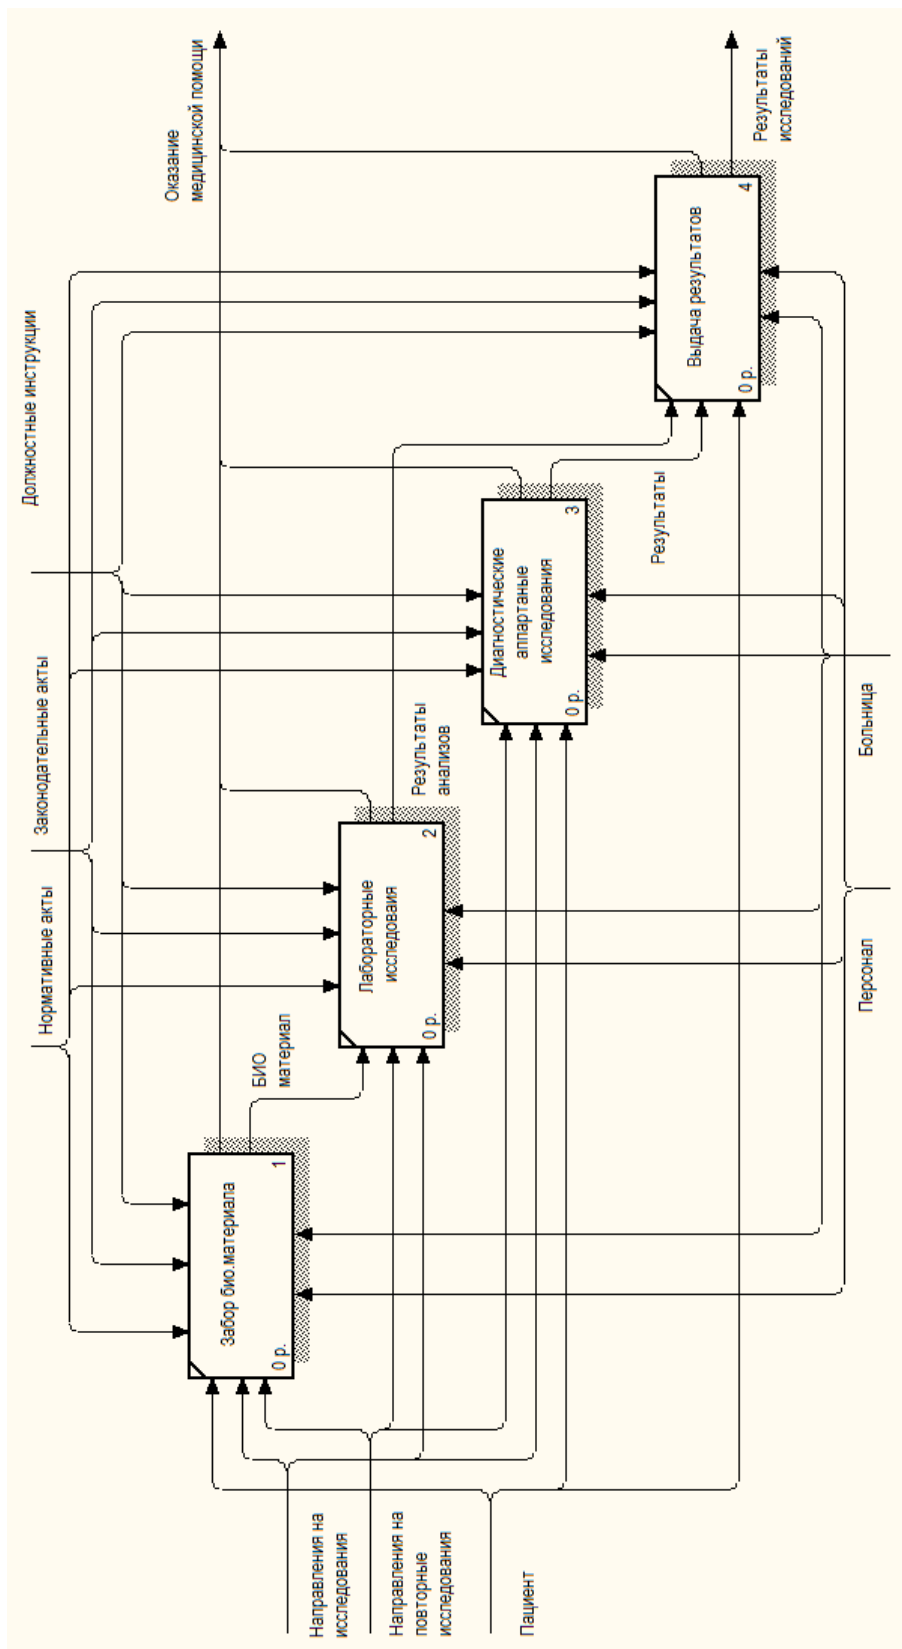 Нормативные акты
Законодательные акты
Должностные инструкции
Оказание
медицинской помощи
Направления на
исследования
Направления на
повторные
исследования
Пациент
Забор био.материала
0 р.
1
БИО
материал
Лабораторные
исследоваия
0 р.
2
Результаты
анализов
Диагностические
аппартаные
исследования
0 р.
3
Результаты
Выдача результатов
0 р.
4
Результаты
исследований
Персонал
Больница